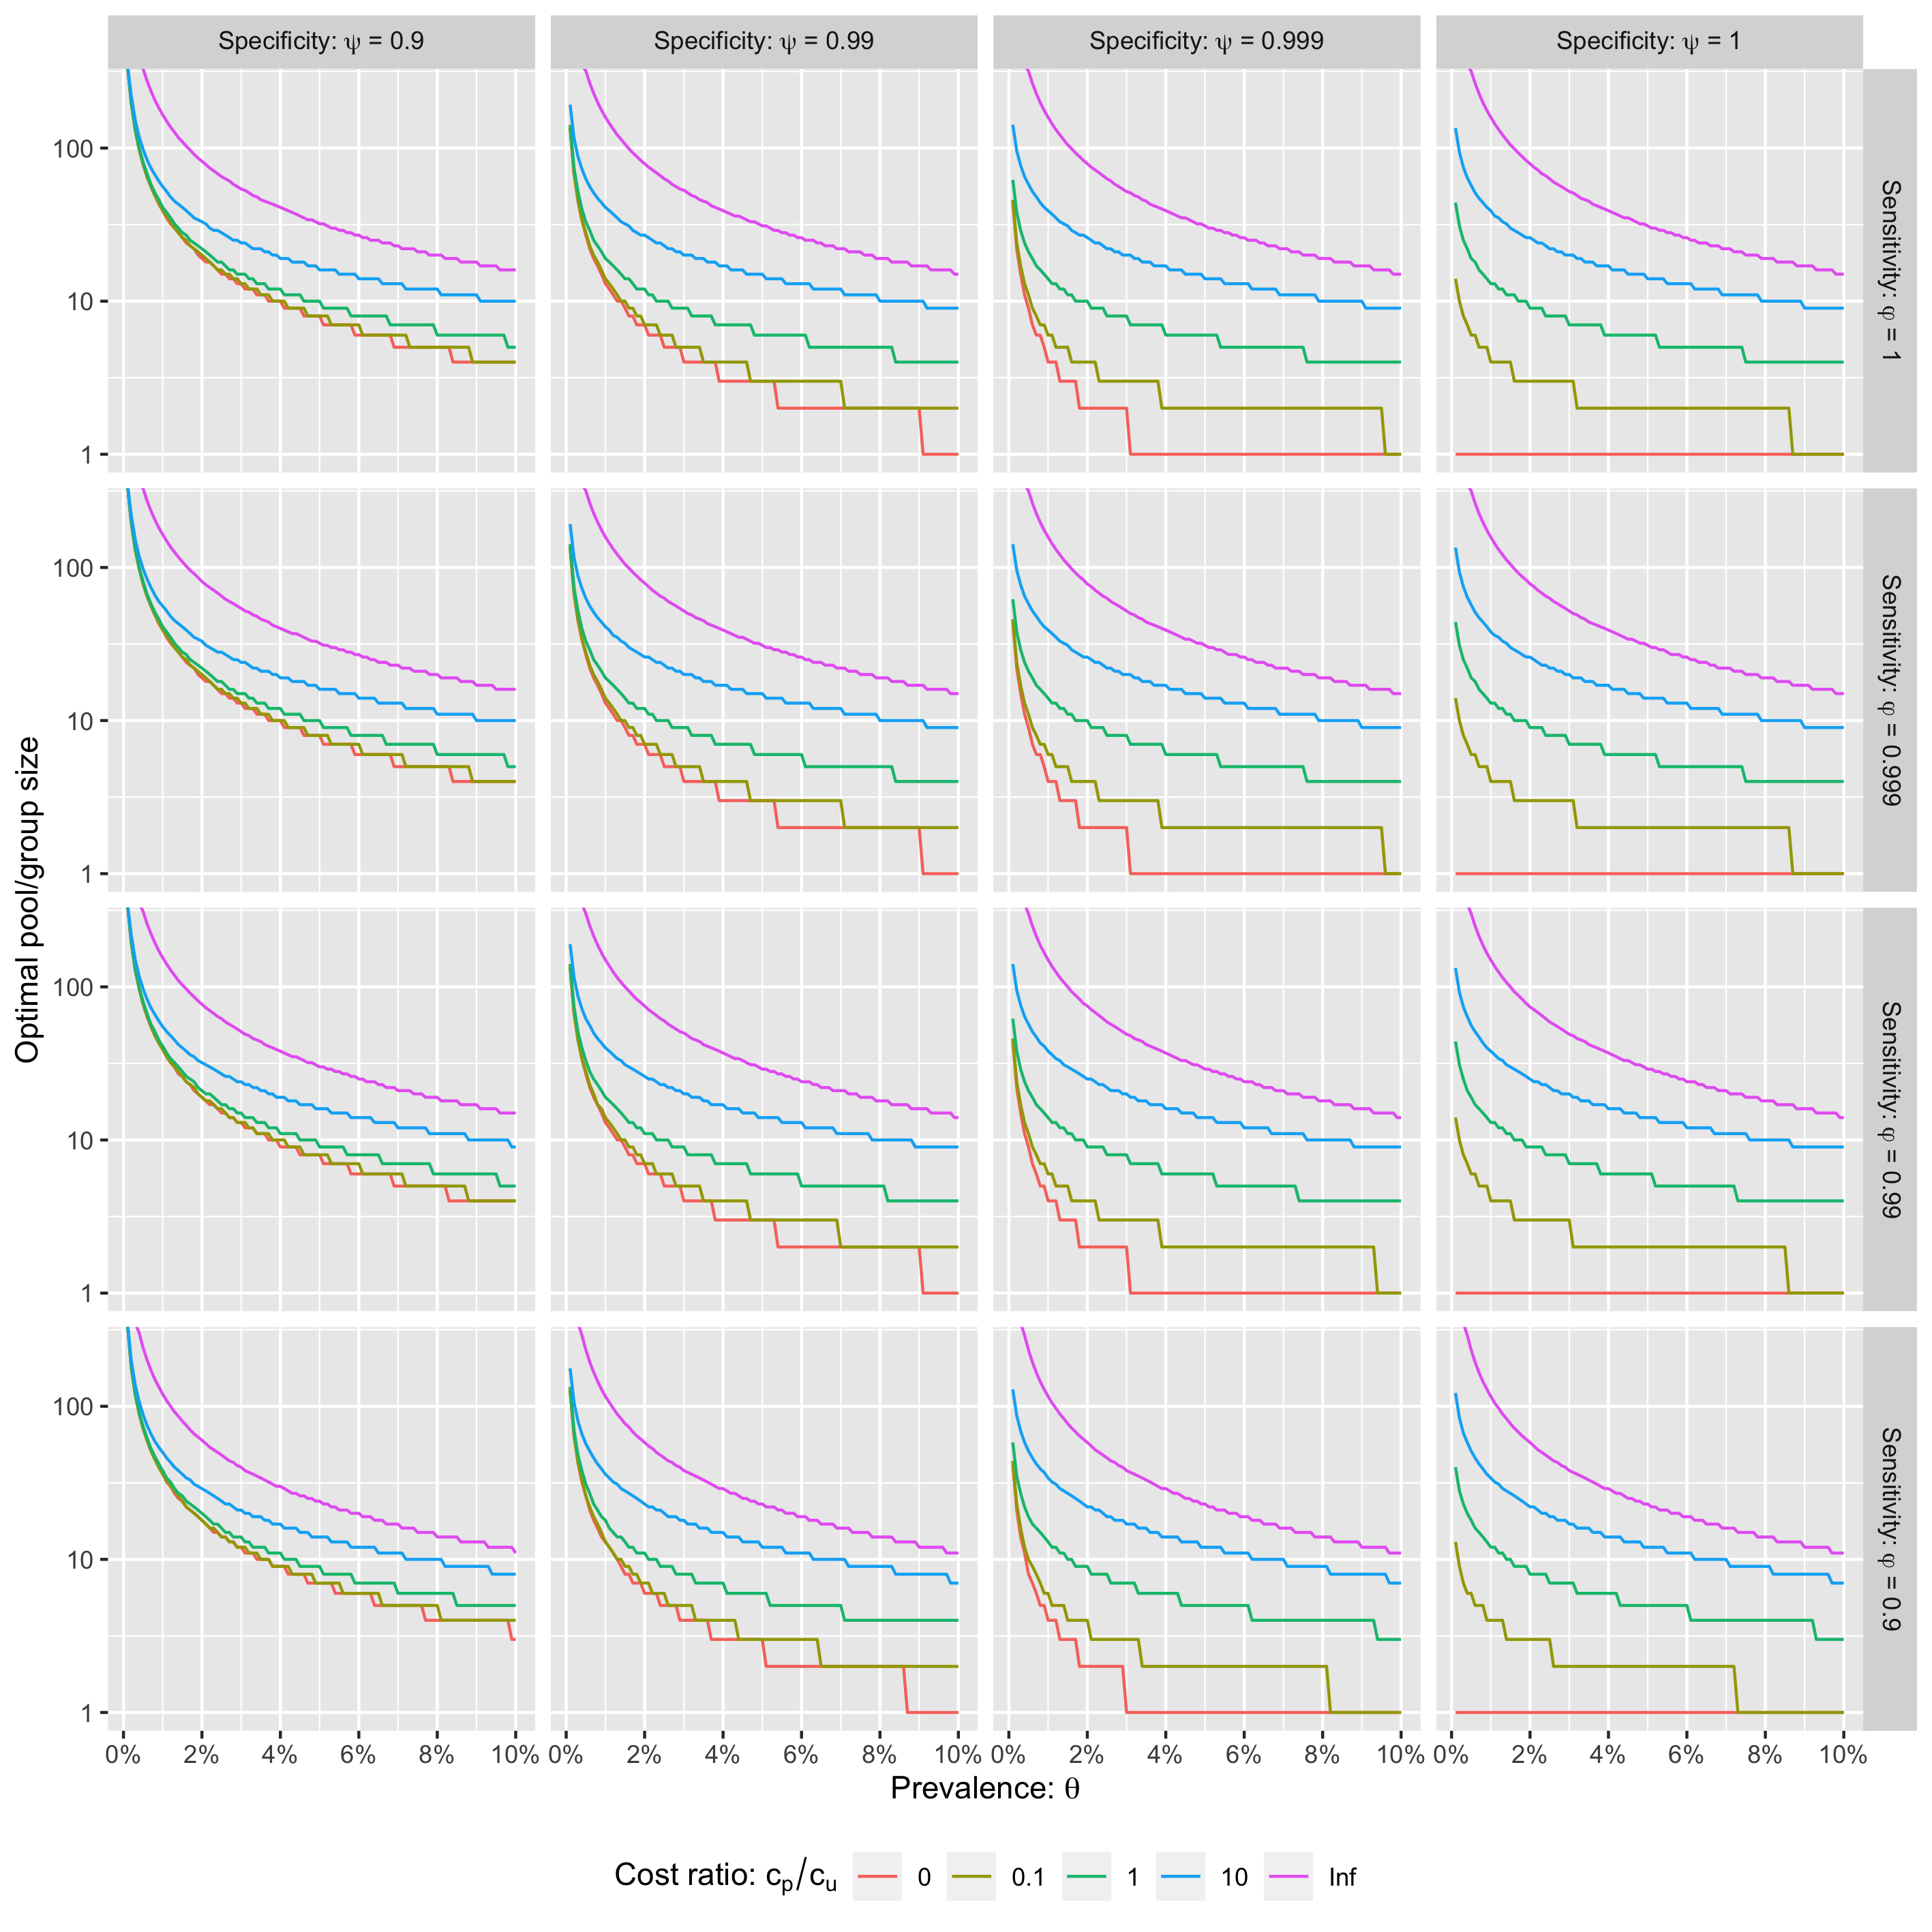 Specificity: ψ = 0.9
Specificity: ψ = 0.99
Specificity: ψ = 0.999
Specificity: ψ = 1
Optimal pool/group size
100
10
1
Sensitivity: φ = 1
100
10
1
Sensitivity: φ = 0.999
100
10
1
Sensitivity: φ = 0.99
100
10
1
Sensitivity: φ = 0.9
0% 2% 4% 6% 8% 10% 0% 2% 4% 6% 8% 10% 0% 2% 4% 6% 8% 10% 0% 2% 4% 6% 8% 10%
Prevalence: θ
Cost ratio: cp/cu 0 0.1 1 10 Inf